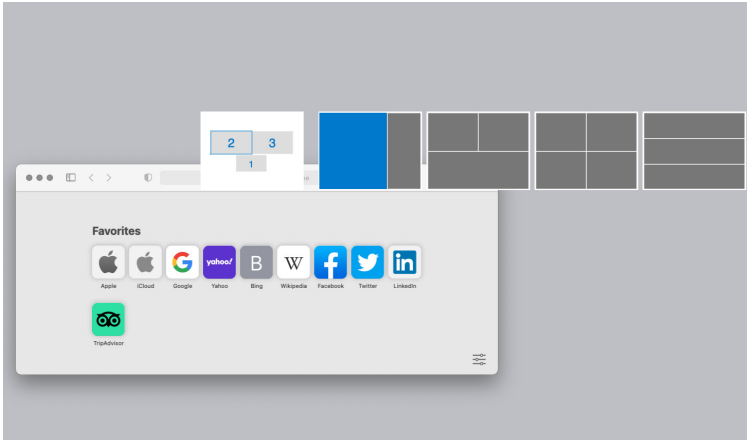 2 3
1
Favorites
yahoo! B W f in
Apple iCloud Google Yahoo Bing Wikipedia Facebook Twitter LinkedIn
TripAdvisor